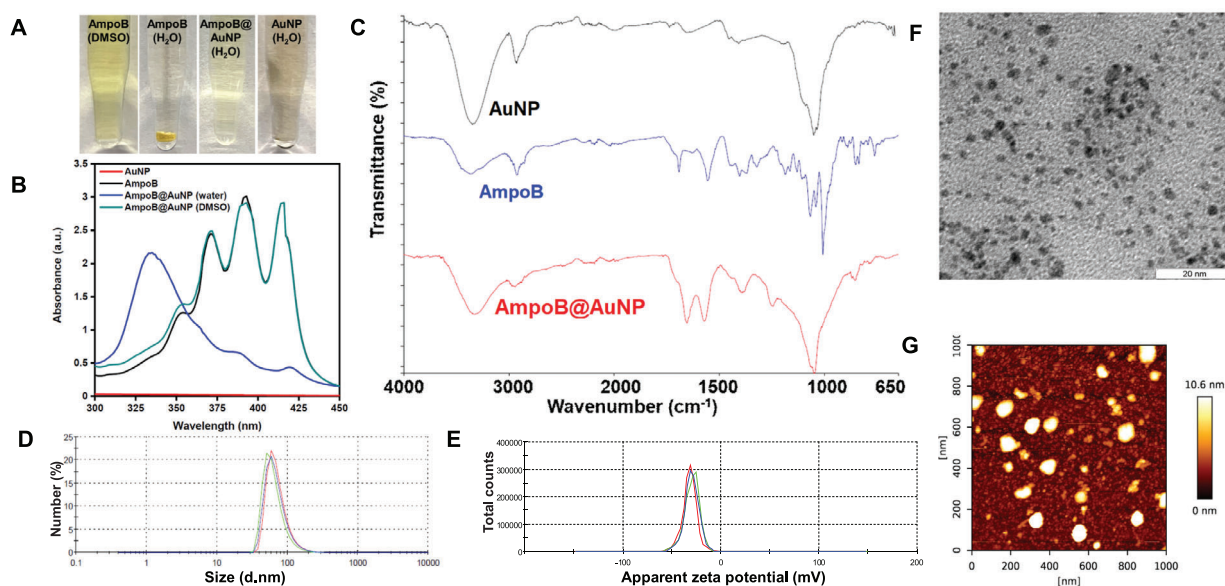 A
AmpoB
(DMSO)
AmpoB
(H2O)
AmpoB@
AuNP
(H2O)
AuNP
(H2O)
B
AuNP
AmpoB
AmpoB@AuNP (water)
AmpoB@AuNP (DMSO)
Absorbance (a.u.)
3.5
3
2.5
2
1.5
1
0.5
0
300
325
350
375
400
425
450
Wavelength (nm)
C
Transmittance (%)
AuNP
AmpoB
AmpoB@AuNP
4000
3000
2000
1500
1000
650
Wavenumber (cm-1)
D
Number (%)
25
20
15
10
5
0
0.1
1
10
100
1000
10000
Size (d.nm)
E
Total counts
400000
300000
200000
100000
0
-100
0
100
200
Apparent zeta potential (mV)
F
20 nm
G
[nm]
1000
800
600
400
200
0
0
200
400
600
800
1000
[nm]
10.6 nm
0 nm